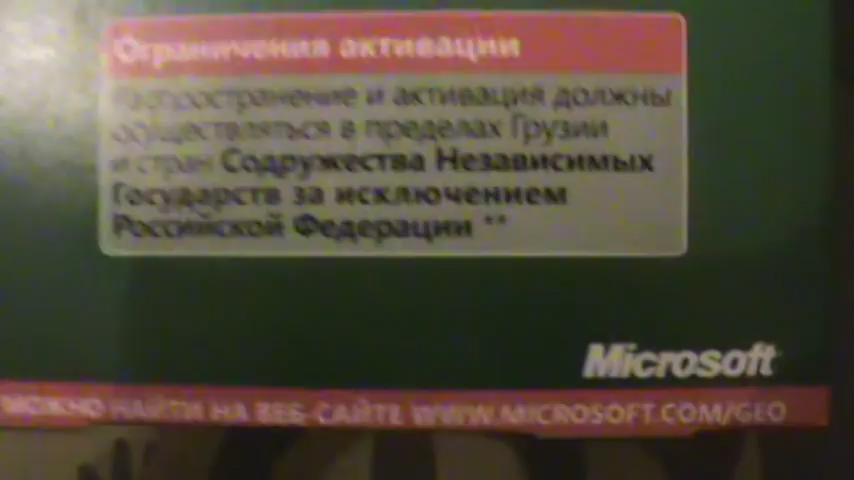 Ограничения активации
Распространение и активация должны
осуществляться в пределах Грузии
и стран Содружества Независимых
Государств за исключением
Российской Федерации **
Microsoft
МОЖНО НАЙТИ НА ВЕБ-САЙТЕ WWW.MICROSOFT.COM/GEO